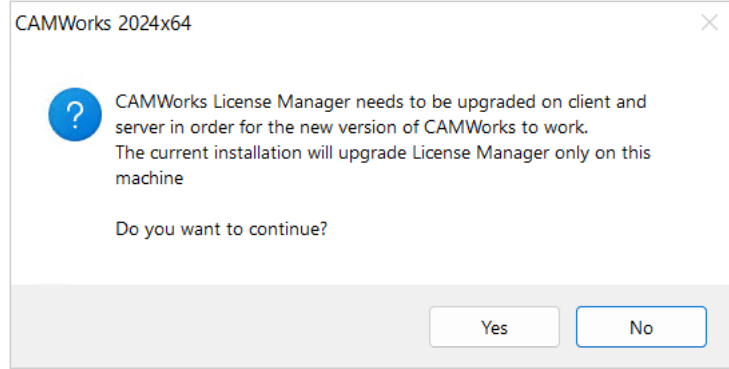 CAMWorks 2024x64
?
CAMWorks License Manager needs to be upgraded on client and
server in order for the new version of CAMWorks to work.
The current installation will upgrade License Manager only on this
machine
Do you want to continue?
Yes No